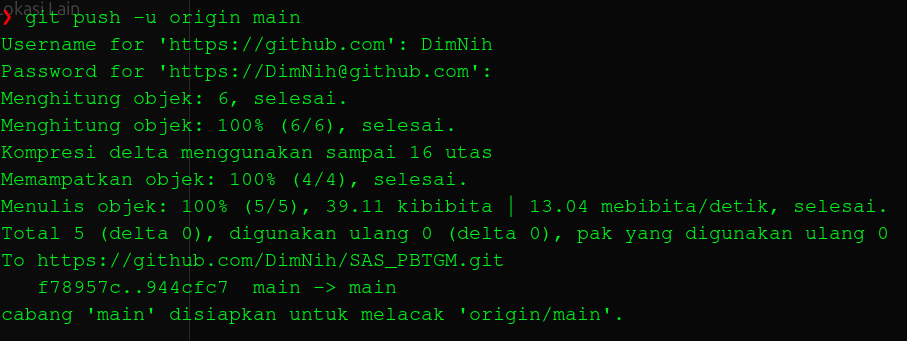 Lokasi Lain
❯ git push -u origin main
Username for 'https://github.com': DimNih
Password for 'https://DimNih@github.com':
Menghitung objek: 6, selesai.
Menghitung objek: 100% (6/6), selesai.
Kompresi delta menggunakan sampai 16 utas
Memampatkan objek: 100% (4/4), selesai.
Menulis objek: 100% (5/5), 39.11 kibibita | 13.04 mebibita/detik, selesai.
Total 5 (delta 0), digunakan ulang 0 (delta 0), pak yang digunakan ulang 0
To https://github.com/DimNih/SAS_PBTGM.git
   f78957c..944cfc7  main -> main
cabang 'main' disiapkan untuk melacak 'origin/main'.